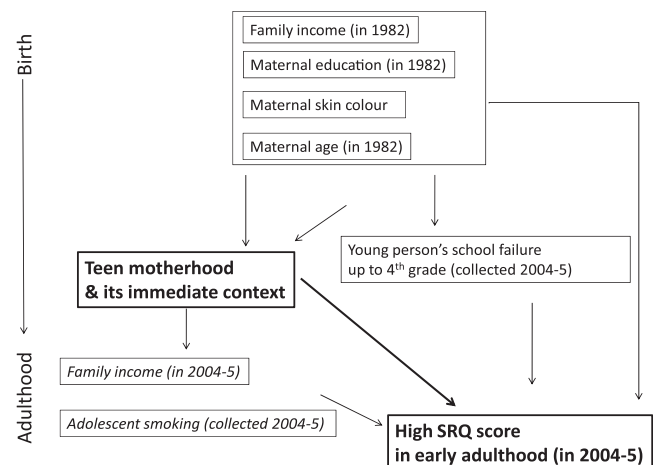 Birth
Family income (in 1982)
Maternal education (in 1982)
Maternal skin colour
Maternal age (in 1982)
Young person's school failure
up to 4th grade (collected 2004-5)
Teen motherhood
& its immediate context
Adulthood
Family income (in 2004-5)
Adolescent smoking (collected 2004-5)
High SRQ score
in early adulthood (in 2004-5)